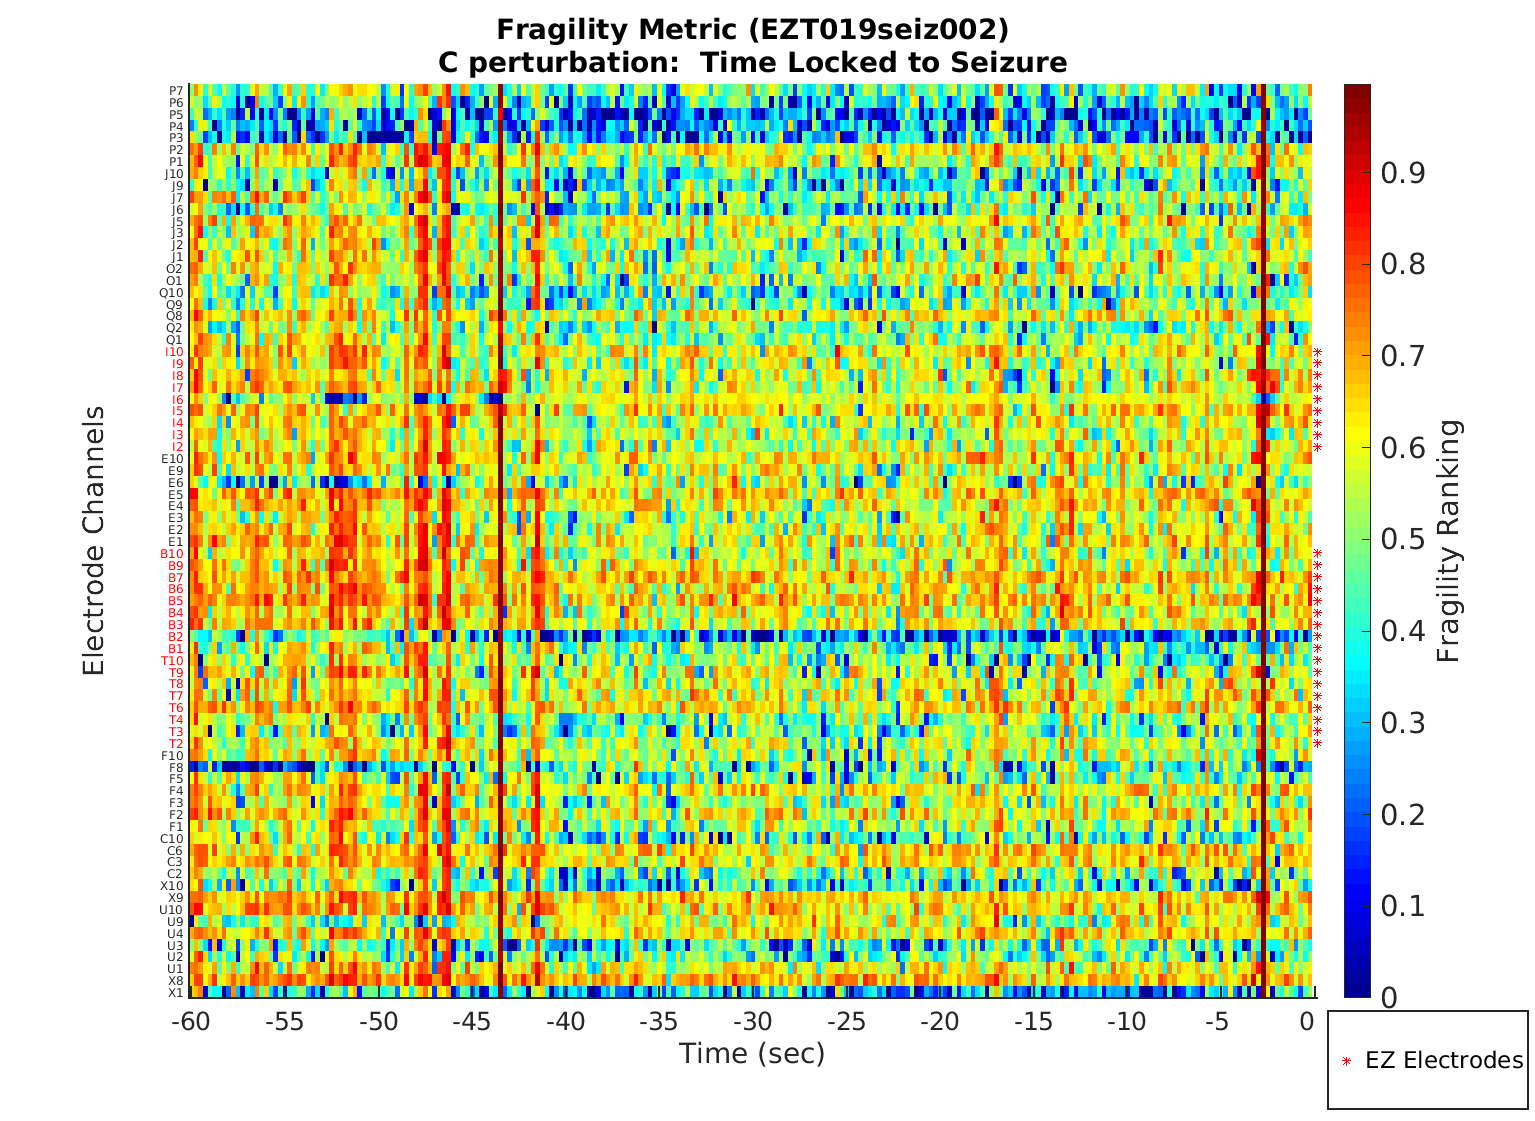 Fragility Metric (EZT019seiz002)
C perturbation:  Time Locked to Seizure
Electrode Channels
P7
P6
P5
P4
P3
P2
P1
J10
J9
J7
J6
J5
J3
J2
J1
O2
O1
Q10
Q9
Q8
Q2
Q1
I10
I9
I8
I7
I6
I5
I4
I3
I2
E10
E9
E6
E5
E4
E3
E2
E1
B10
B9
B7
B6
B5
B4
B3
B2
B1
T10
T9
T8
T7
T6
T4
T3
T2
F10
F8
F5
F4
F3
F2
F1
C10
C6
C3
C2
X10
X9
U10
U9
U4
U3
U2
U1
X8
X1
-60 -55 -50 -45 -40 -35 -30 -25 -20 -15 -10 -5 0
Time (sec)
0.9
0.8
0.7
0.6
0.5
0.4
0.3
0.2
0.1
0
Fragility Ranking
EZ Electrodes